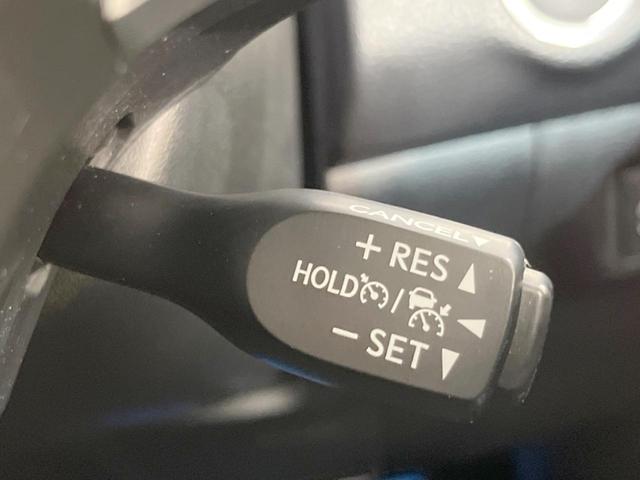 CANCEL▼
+ RES ▲
HOLD / ◀
− SET ▼